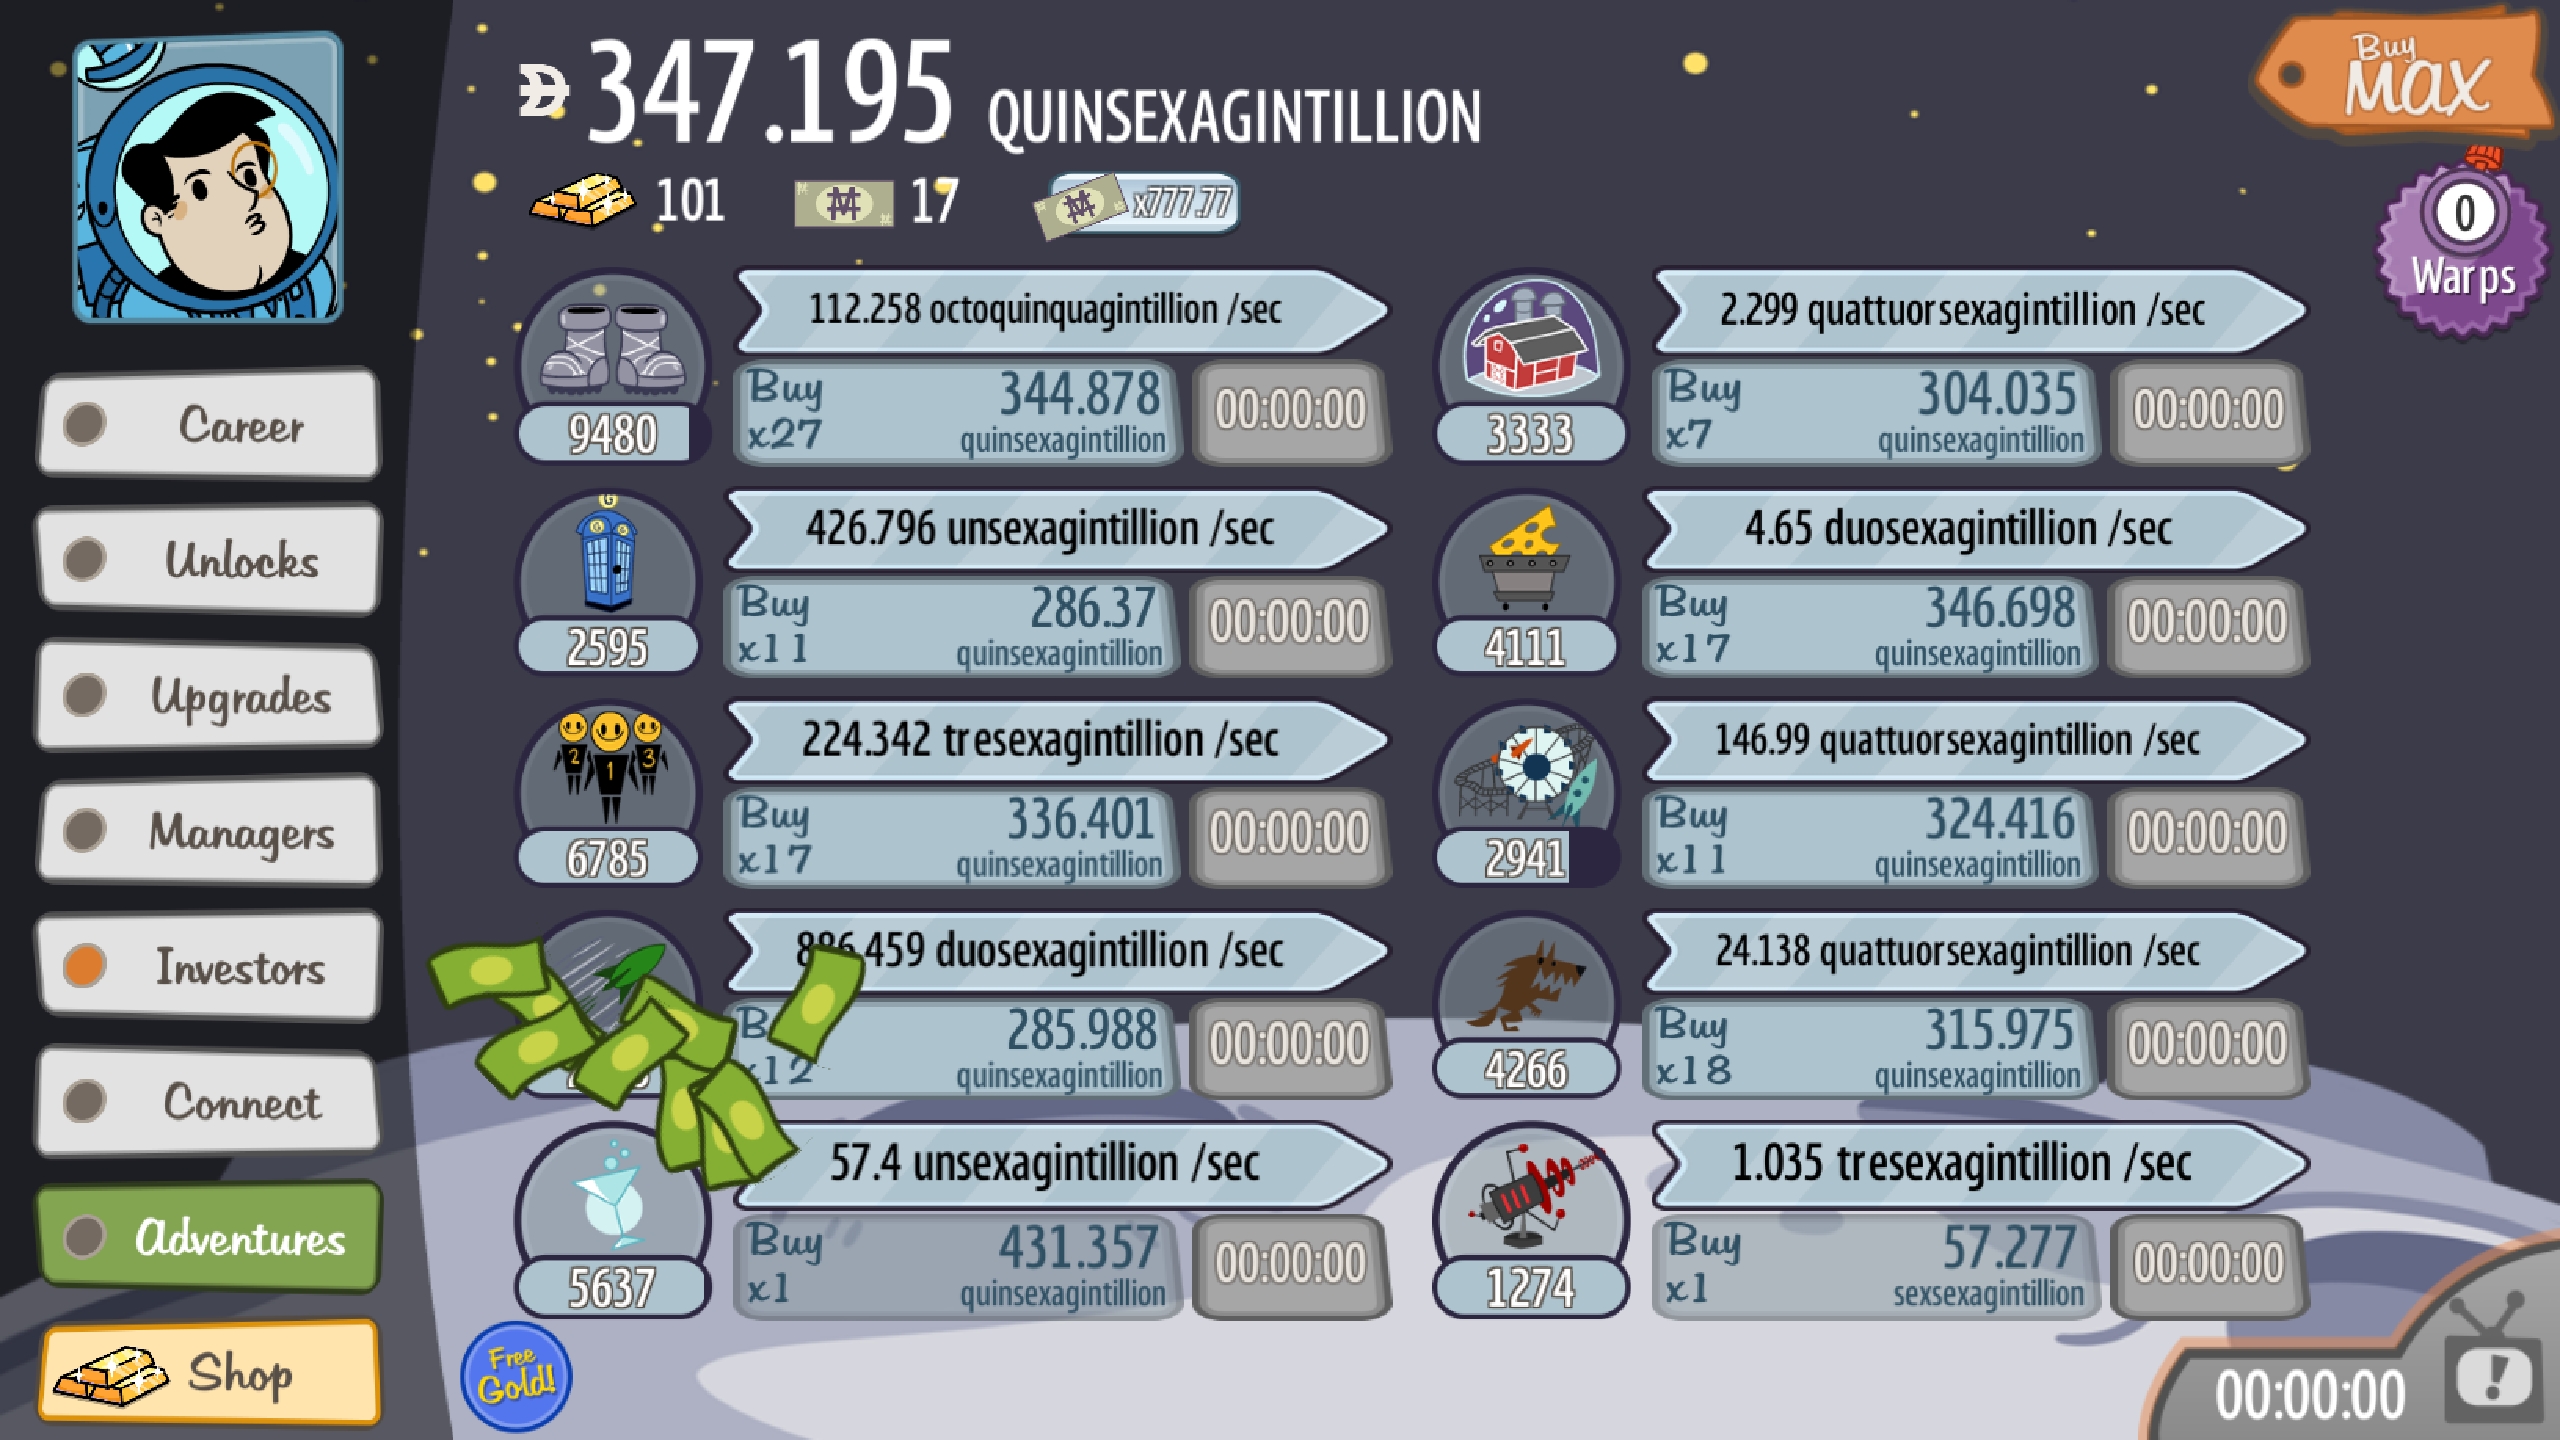 347.195 QUINSEXAGINTILLION
Buy
MAX
101
17
x777.77
0
Warps
Career
Unlocks
Upgrades
Managers
Investors
Connect
Adventures
Shop
112.258 octoquinquagintillion /sec
9480
Buy
x27
344.878
quinsexagintillion
00:00:00
2.299 quattuorsexagintillion /sec
3333
Buy
x7
304.035
quinsexagintillion
00:00:00
G
G G
426.796 unsexagintillion /sec
2595
Buy
x11
286.37
quinsexagintillion
00:00:00
4.65 duosexagintillion /sec
4111
Buy
x17
346.698
quinsexagintillion
00:00:00
2 1 3
224.342 tresexagintillion /sec
6785
Buy
x17
336.401
quinsexagintillion
00:00:00
146.99 quattuorsexagintillion /sec
2941
Buy
x11
324.416
quinsexagintillion
00:00:00
886.459 duosexagintillion /sec
x12
285.988
quinsexagintillion
00:00:00
24.138 quattuorsexagintillion /sec
4266
Buy
x18
315.975
quinsexagintillion
00:00:00
57.4 unsexagintillion /sec
5637
Buy
x1
431.357
quinsexagintillion
00:00:00
1.035 tresexagintillion /sec
1274
Buy
x1
57.277
sexsexagintillion
00:00:00
Free
Gold!
00:00:00
!